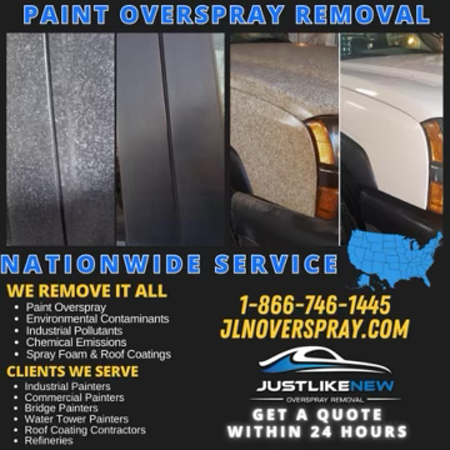 PAINT OVERSPRAY REMOVAL
NATIONWIDE SERVICE
WE REMOVE IT ALL
• Paint Overspray
• Environmental Contaminants
• Industrial Pollutants
• Chemical Emissions
• Spray Foam & Roof Coatings
CLIENTS WE SERVE
• Industrial Painters
• Commercial Painters
• Bridge Painters
• Water Tower Painters
• Roof Coating Contractors
• Refineries
1-866-746-1445
JLNOVERSPRAY.COM
JUSTLIKENEW
OVERSPRAY REMOVAL
GET A QUOTE
WITHIN 24 HOURS